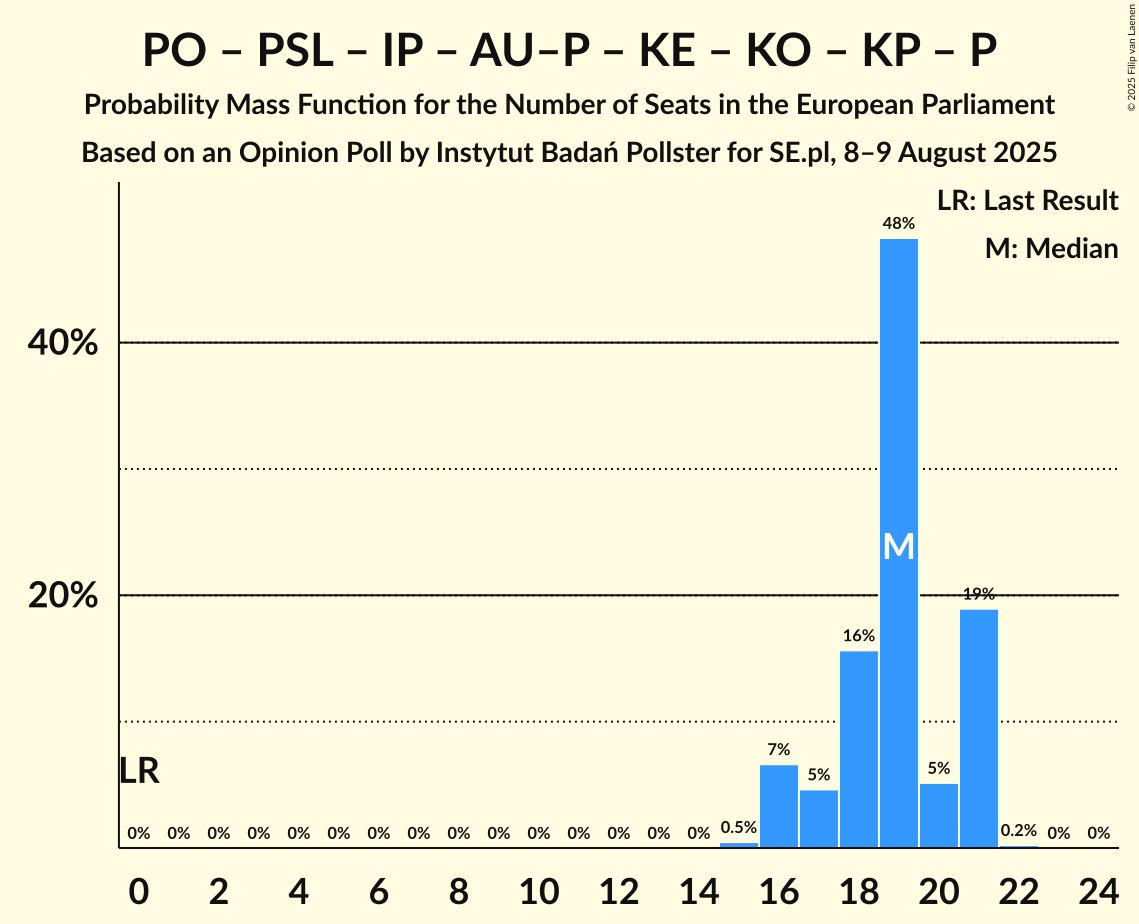 PO – PSL – IP – AU–P – KE – KO – KP – P
Probability Mass Function for the Number of Seats in the European Parliament
Based on an Opinion Poll by Instytut Badań Pollster for SE.pl, 8–9 August 2025
© 2025 Filip van Laenen
LR: Last Result
M: Median
48%
40%
M
20%
19%
16%
LR
7%
5%
5%
0% 0% 0% 0% 0% 0% 0% 0% 0% 0% 0% 0% 0% 0% 0% 0.5% 0.2% 0% 0%
0 2 4 6 8 10 12 14 16 18 20 22 24